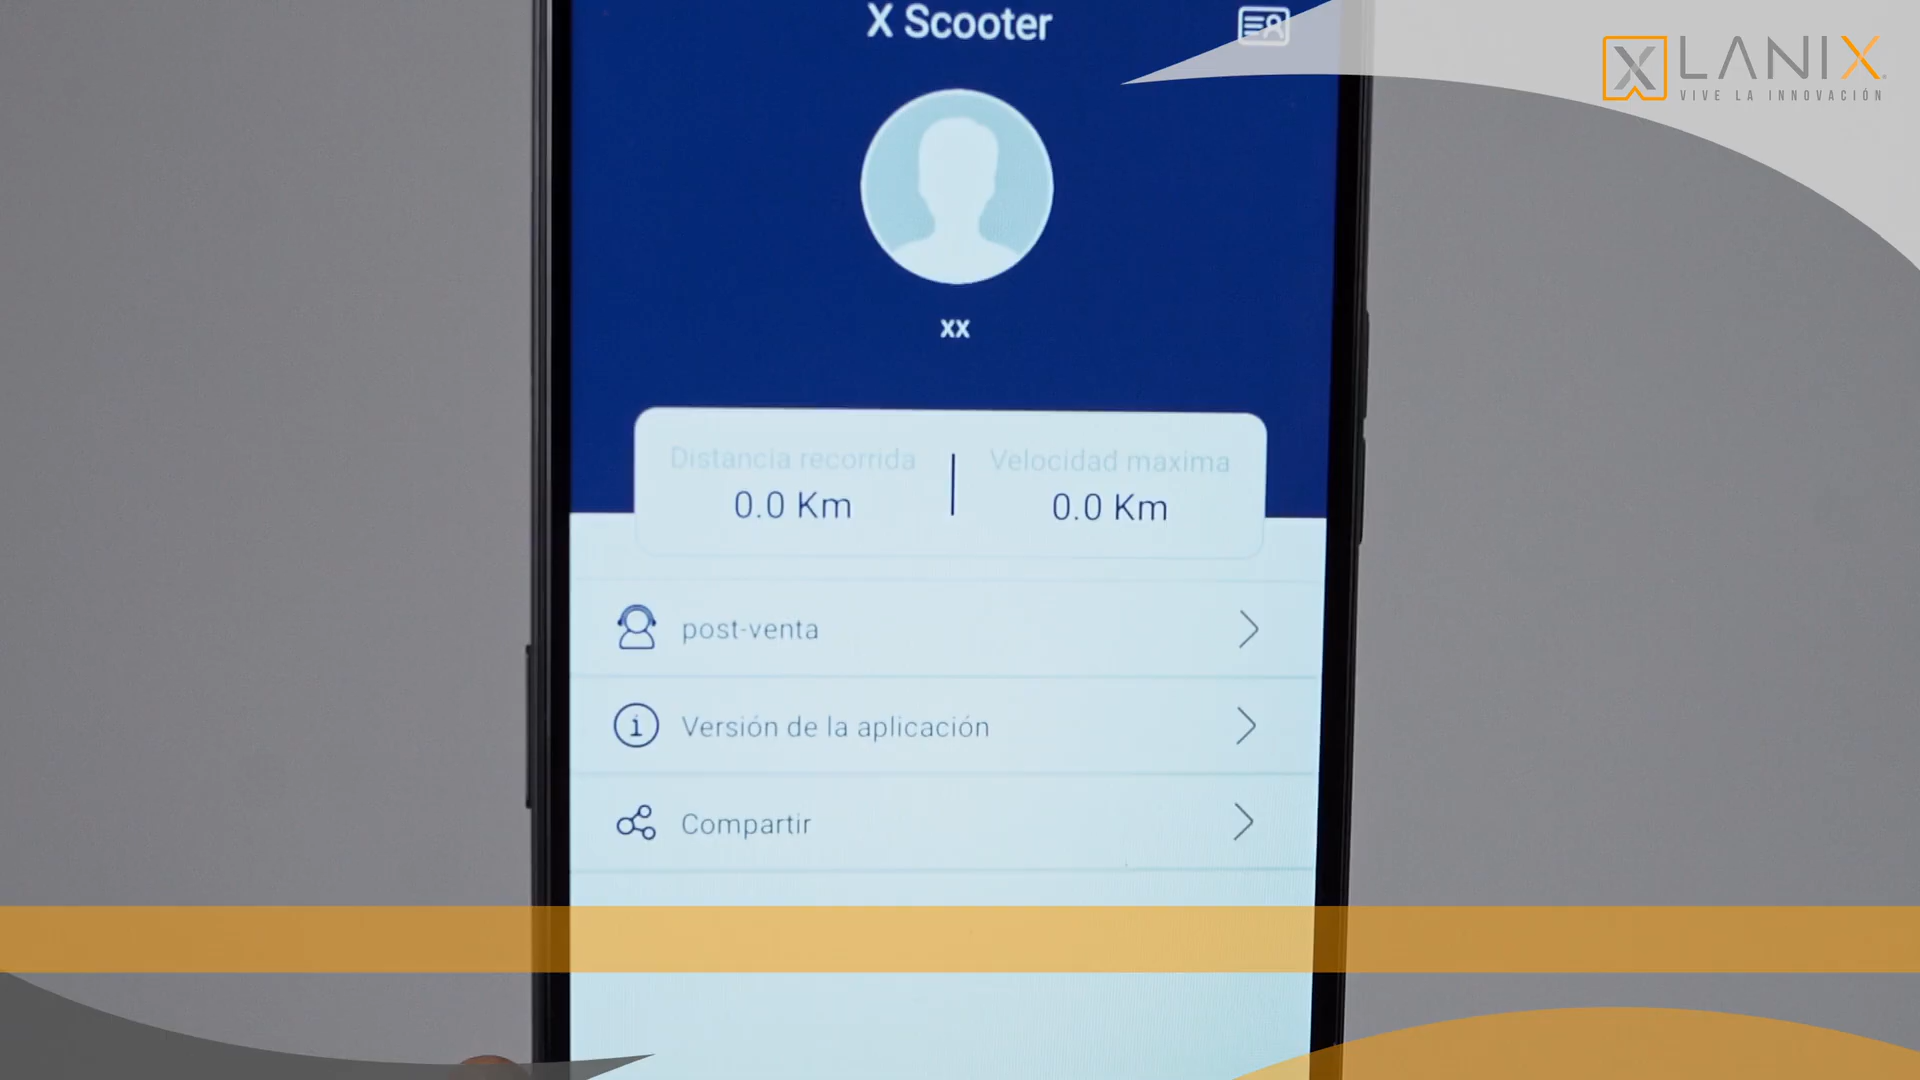 X Scooter
LANIX
VIVE LA INNOVACIÓN
xx
Distancia recorrida
0.0 Km
Velocidad maxima
0.0 Km
post-venta
Versión de la aplicación
Compartir